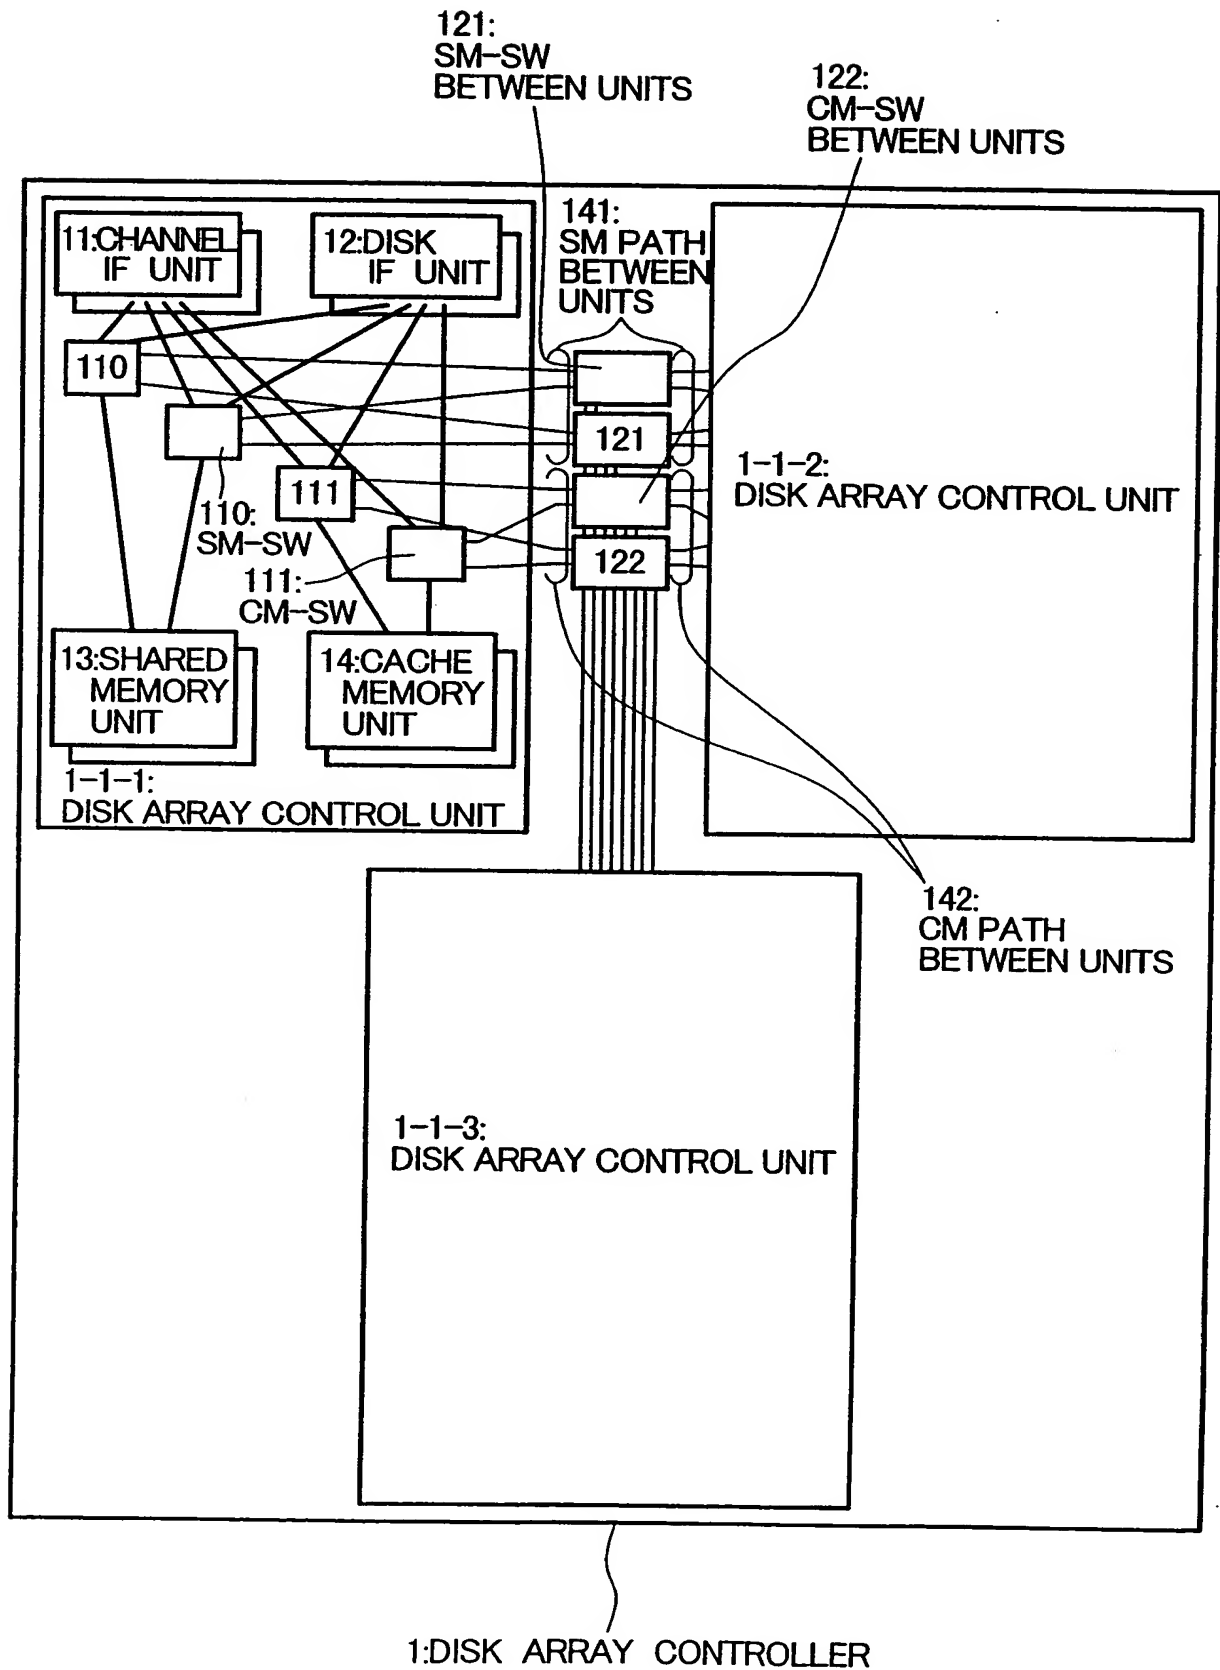 121:
SM-SW
BETWEEN UNITS
122:
CM-SW
BETWEEN UNITS
141:
SM PATH
BETWEEN
UNITS
11:CHANNEL
IF UNIT
12:DISK
IF UNIT
110
121
111
110:
SM-SW
122
111:
CM-SW
1-1-2:
DISK ARRAY CONTROL UNIT
13:SHARED
MEMORY
UNIT
14:CACHE
MEMORY
UNIT
1-1-1:
DISK ARRAY CONTROL UNIT
142:
CM PATH
BETWEEN UNITS
1-1-3:
DISK ARRAY CONTROL UNIT
1:DISK ARRAY CONTROLLER